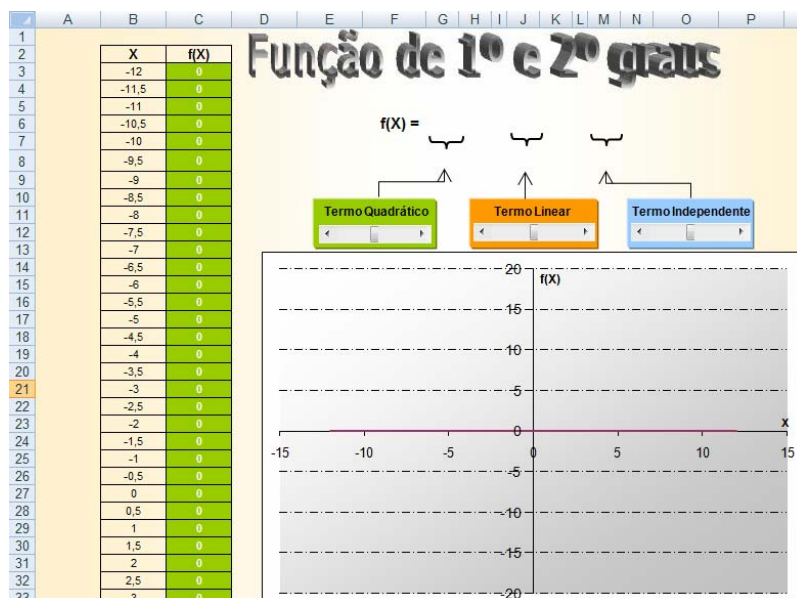 A B C D E F G H I J K L M N O P
1
2 X f(X) Função de 1º e 2º graus
3 -12 0
4 -11,5 0
5 -11 0
6 -10,5 0 f(X) =
7 -10 0
8 -9,5 0
9 -9 0
10 -8,5 0
11 -8 0 Termo Quadrático Termo Linear Termo Independente
12 -7,5 0
13 -7 0
14 -6,5 0
15 -6 0
16 -5,5 0
17 -5 0
18 -4,5 0
19 -4 0
20 -3,5 0
21 -3 0
22 -2,5 0
23 -2 0
24 -1,5 0
25 -1 0
26 -0,5 0
27 0 0
28 0,5 0
29 1 0
30 1,5 0
31 2 0
32 2,5 0
33 3 0
20
f(X)
15
10
5
0
X
-15 -10 -5 0 5 10 15
-5
-10
-15
-20